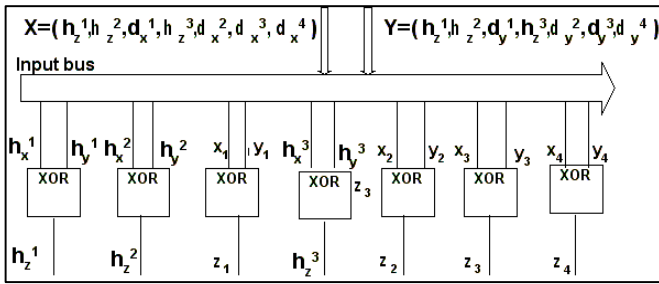 X=(h_z^1,h_z^2,d_x^1,h_z^3,d_x^2,d_x^3,d_x^4) Y=(h_z^1,h_z^2,d_y^1,h_z^3,d_y^2,d_y^3,d_y^4)
Input bus
h_x^1 h_y^1 h_x^2 h_y^2 x_1 y_1 h_x^3 h_y^3 x_2 y_2 x_3 y_3 x_4 y_4
XOR XOR XOR XOR XOR XOR XOR
z_3
h_z^1 h_z^2 z_1 h_z^3 z_2 z_3 z_4